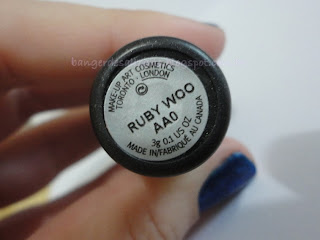 MAKE-UP ART COSMETICS
TORONTO - LONDON
RUBY WOO
AA0
3g 0.1 US OZ
MADE IN/FABRIQUÉ AU CANADA